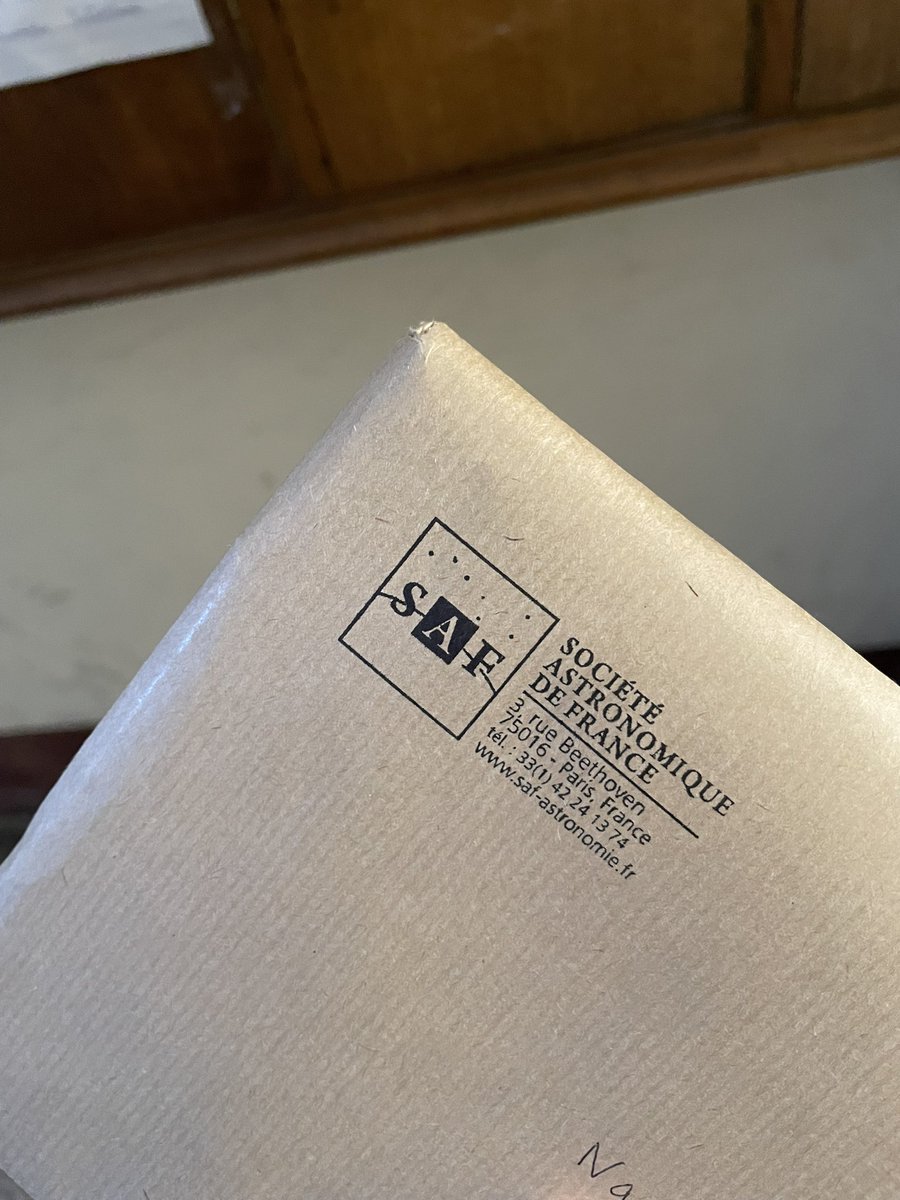 SAF
SOCIÉTÉ
ASTRONOMIQUE
DE FRANCE
3, rue Beethoven
75016 - Paris, France
tél. : 33(1) 42 24 13 74
www.saf-astronomie.fr
Na